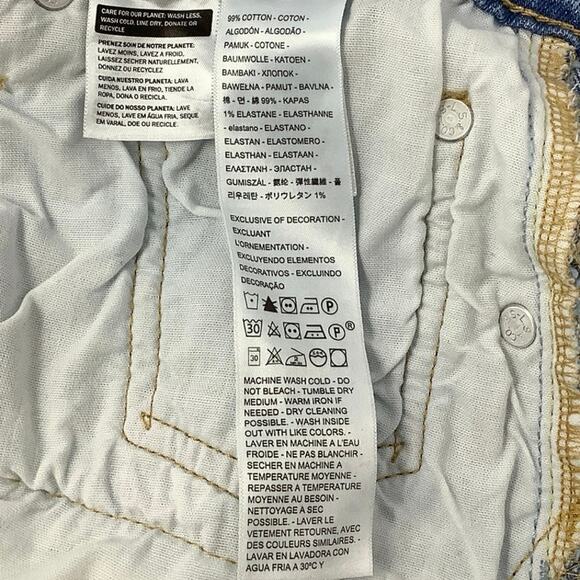 CARE FOR OUR PLANET: WASH LESS,
WASH COLD, LINE DRY, DONATE OR
RECYCLE
PRENEZ SOIN DE NOTRE PLANETE:
LAVEZ MOINS, LAVEZ A FROID,
LAISSEZ SECHER NATURELLEMENT,
DONNEZ OU RECYCLEZ
CUIDA NUESTRO PLANETA: LAVA
MENOS, LAVA EN FRIO, TIENDE LA
ROPA, DONA O RECICLA.
CUIDE DO NOSSO PLANETA: LAVE
MENOS, LAVE EM ÁGUA FRIA, SEQUE
EM VARAL, DOE OU RECICLE.
99% COTTON - COTON -
ALGODÓN - ALGODÃO -
PAMUK - COTONE -
BAUMWOLLE - KATOEN -
BAMBAKI - ХЛОПОК -
BAWEŁNA - PAMUT - BAVLNA -
棉 - 면 - 綿 99% - KAPAS
1% ELASTANE - ELASTHANNE
- elastano - ELASTANO -
ELASTAN - ELASTOMERO -
ELASTHAN - ELASTAAN -
ΕΛΑΣΤΑΝΗ - ЭЛАСТАН -
GUMISZÁL - 氨纶 - 彈性纖維 - 폴
리우레탄 - ポリウレタン 1%
EXCLUSIVE OF DECORATION -
EXCLUANT
L'ORNEMENTATION -
EXCLUYENDO ELEMENTOS
DECORATIVOS - EXCLUINDO
DECORAÇÃO
P
30 P ®
30
MACHINE WASH COLD - DO
NOT BLEACH - TUMBLE DRY
MEDIUM - WARM IRON IF
NEEDED - DRY CLEANING
POSSIBLE. - WASH INSIDE
OUT WITH LIKE COLORS. -
LAVER EN MACHINE A L'EAU
FROIDE - NE PAS BLANCHIR -
SECHER EN MACHINE A
TEMPERATURE MOYENNE -
REPASSER A TEMPERATURE
MOYENNE AU BESOIN -
NETTOYAGE A SEC
POSSIBLE. - LAVER LE
VETEMENT RETOURNE, AVEC
DES COULEURS SIMILAIRES. -
LAVAR EN LAVADORA CON
AGUA FRIA A 30ºC Y